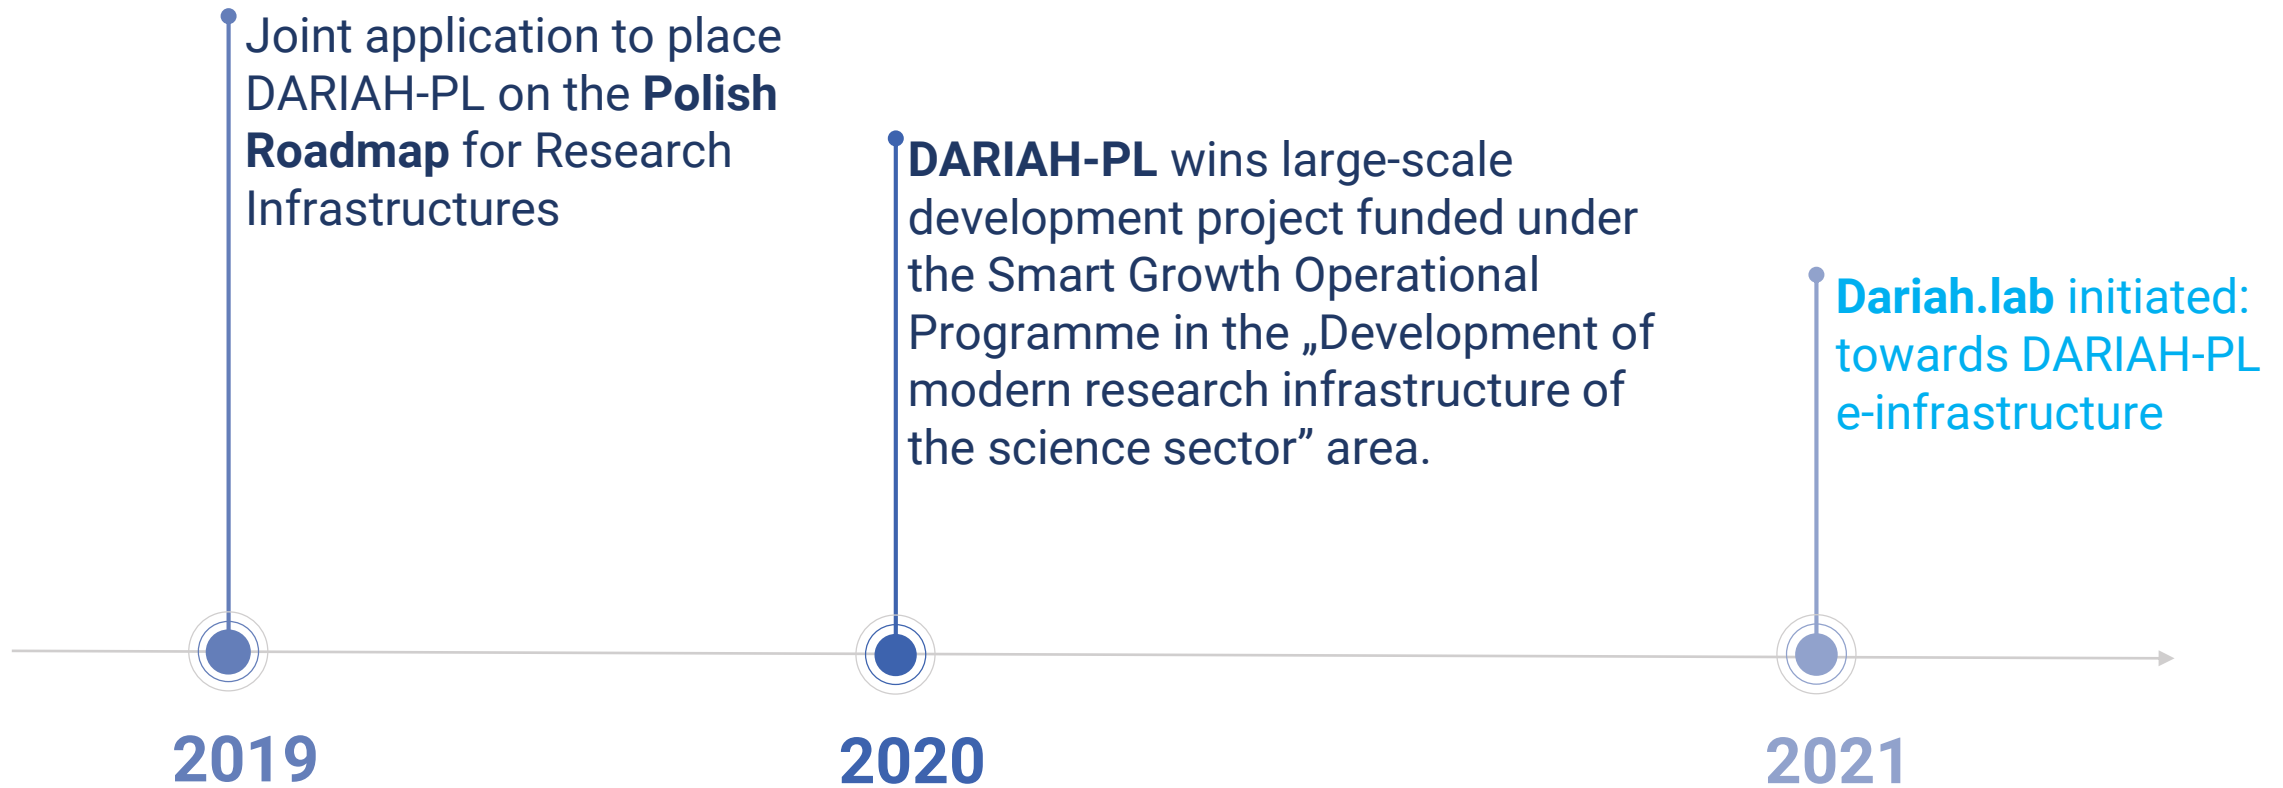 Joint application to place
DARIAH-PL on the Polish
Roadmap for Research
Infrastructures
DARIAH-PL wins large-scale
development project funded under
the Smart Growth Operational
Programme in the „Development of
modern research infrastructure of
the science sector” area.
Dariah.lab initiated:
towards DARIAH-PL
e-infrastructure
2019
2020
2021